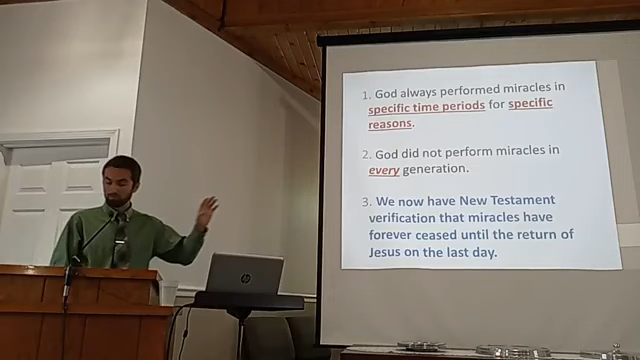 1. God always performed miracles in
specific time periods for specific
reasons.
2. God did not perform miracles in
every generation.
3. We now have New Testament
verification that miracles have
forever ceased until the return of
Jesus on the last day.
hp